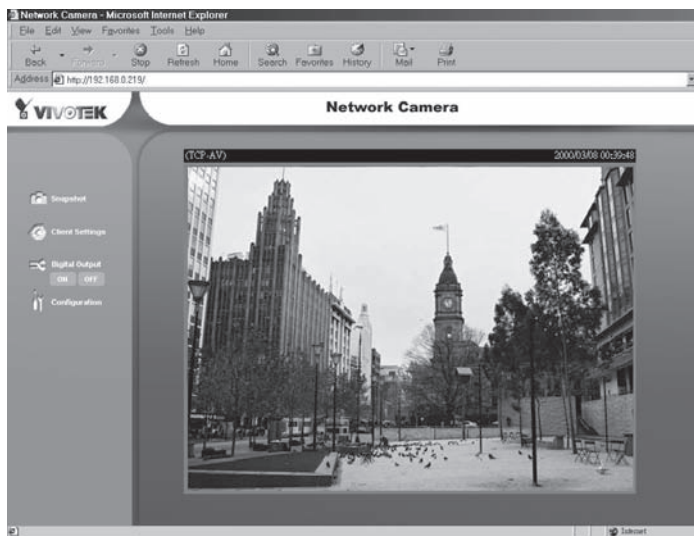 Network Camera - Microsoft Internet Explorer
File Edit View Favorites Tools Help
Back Forward Stop Refresh Home Search Favorites History Mail Print
Address http://192.168.0.219/
VIVOTEK
Network Camera
(TCP-AV) 2000/03/08 00:39:48
Snapshot
Client Settings
Digital Output
ON OFF
Configuration
Internet